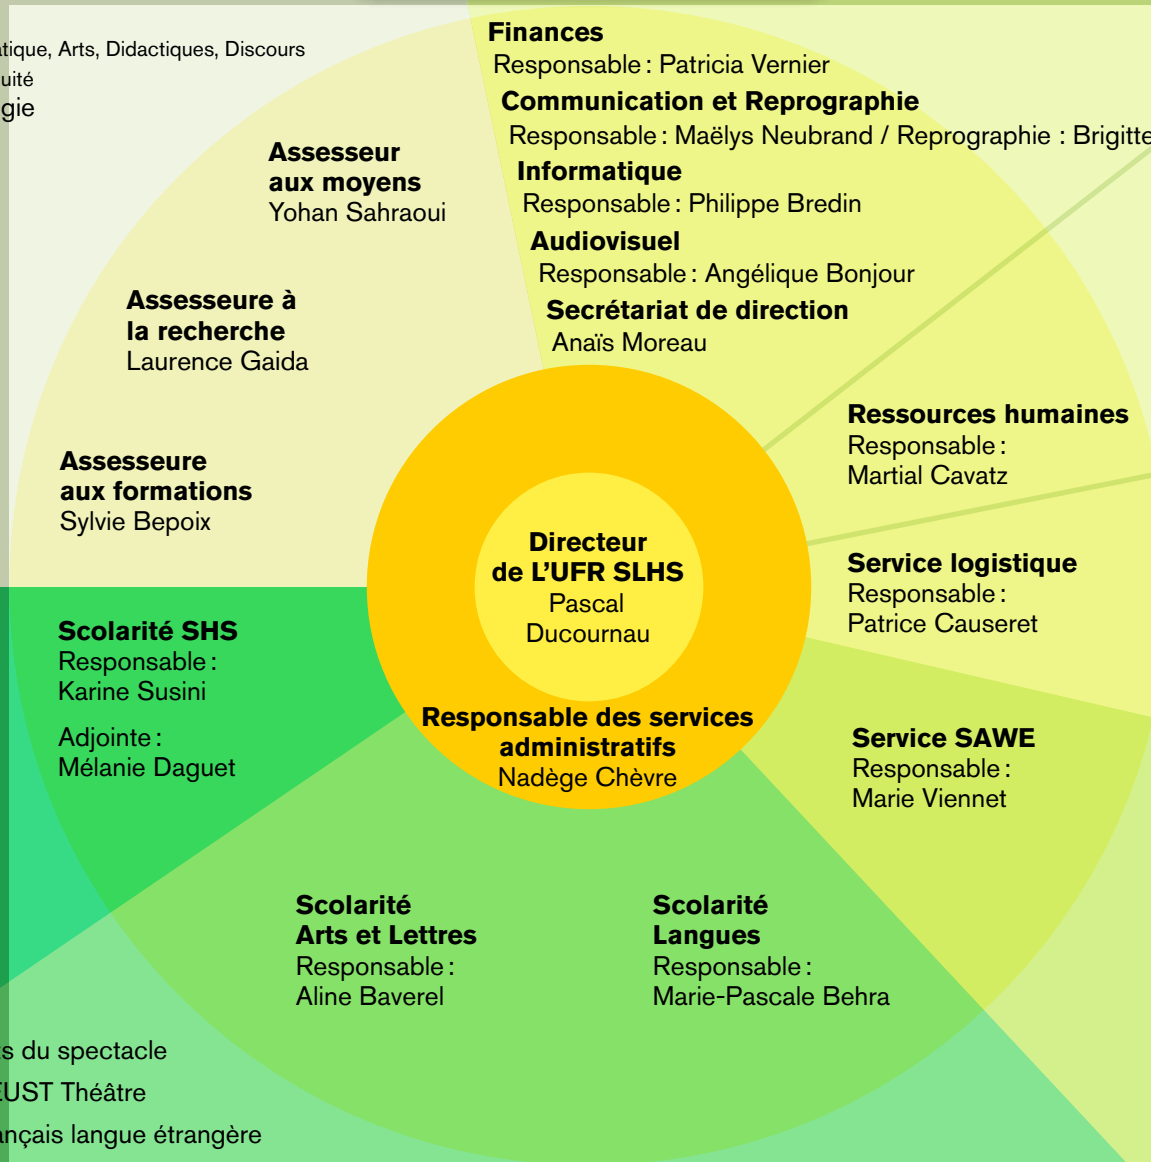 Arts, Didactiques, Discours
Finances
Responsable : Patricia Vernier
Communication et Reprographie
Responsable : Maëlys Neubrand / Reprographie : Brigitte
Informatique
Responsable : Philippe Bredin
Audiovisuel
Responsable : Angélique Bonjour
Secrétariat de direction
Anaïs Moreau
Assesseur
aux moyens
Yohan Sahraoui
Assesseure à
la recherche
Laurence Gaida
Assesseure
aux formations
Sylvie Bepoix
Ressources humaines
Responsable :
Martial Cavatz
Directeur
de L'UFR SLHS
Pascal
Ducournau
Service logistique
Responsable :
Patrice Causeret
Scolarité SHS
Responsable :
Karine Susini
Adjointe :
Mélanie Daguet
Responsable des services
administratifs
Nadège Chèvre
Service SAWE
Responsable :
Marie Viennet
Scolarité
Arts et Lettres
Responsable :
Aline Baverel
Scolarité
Langues
Responsable :
Marie-Pascale Behra
du spectacle
Théâtre
langue étrangère